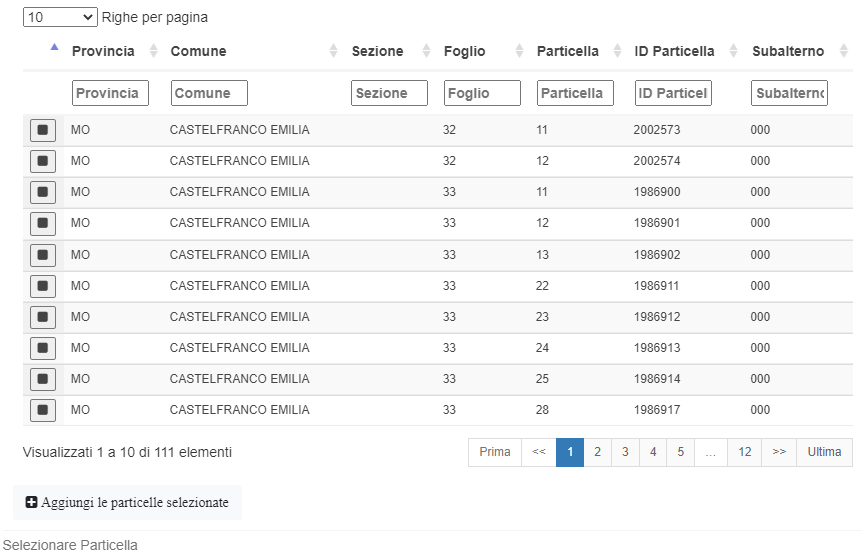 10 Righe per pagina
Provincia Comune Sezione Foglio Particella ID Particella Subalterno
Provincia Comune Sezione Foglio Particella ID Particel Subalterno
MO CASTELFRANCO EMILIA 32 11 2002573 000
MO CASTELFRANCO EMILIA 32 12 2002574 000
MO CASTELFRANCO EMILIA 33 11 1986900 000
MO CASTELFRANCO EMILIA 33 12 1986901 000
MO CASTELFRANCO EMILIA 33 13 1986902 000
MO CASTELFRANCO EMILIA 33 22 1986911 000
MO CASTELFRANCO EMILIA 33 23 1986912 000
MO CASTELFRANCO EMILIA 33 24 1986913 000
MO CASTELFRANCO EMILIA 33 25 1986914 000
MO CASTELFRANCO EMILIA 33 28 1986917 000
Visualizzati 1 a 10 di 111 elementi Prima << 1 2 3 4 5 ... 12 >> Ultima
Aggiungi le particelle selezionate
Selezionare Particella